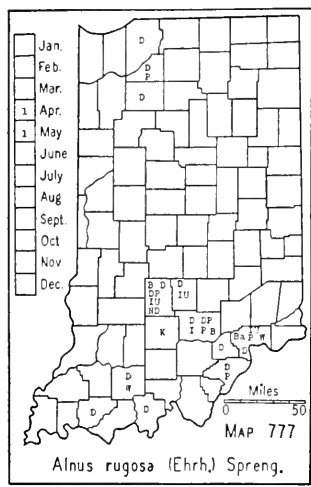 Jan.
Feb.
Mar.
1 Apr.
1 May
June
July
Aug
Sept.
Oct
Nov
Dec.
D
D
P
D
B D
DP
IU
ND
D
IU
K
D
I
DP
P B
D
Ba
P
W
D
D
P
D
W
D
D
Miles
0 50
MAP 777
Alnus rugosa (Ehrh.) Spreng.